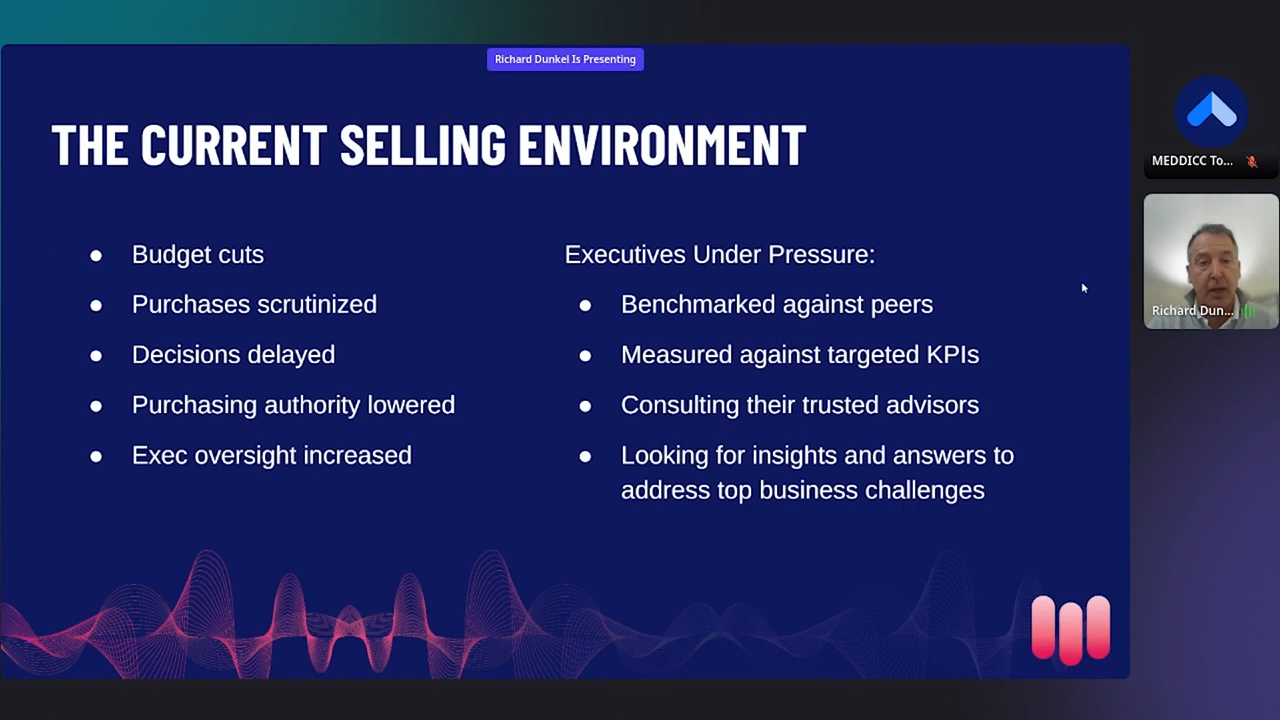 Richard Dunkel Is Presenting
THE CURRENT SELLING ENVIRONMENT
● Budget cuts
● Purchases scrutinized
● Decisions delayed
● Purchasing authority lowered
● Exec oversight increased
Executives Under Pressure:
● Benchmarked against peers
● Measured against targeted KPIs
● Consulting their trusted advisors
● Looking for insights and answers to
address top business challenges
MEDDICC To...
Richard Dun...